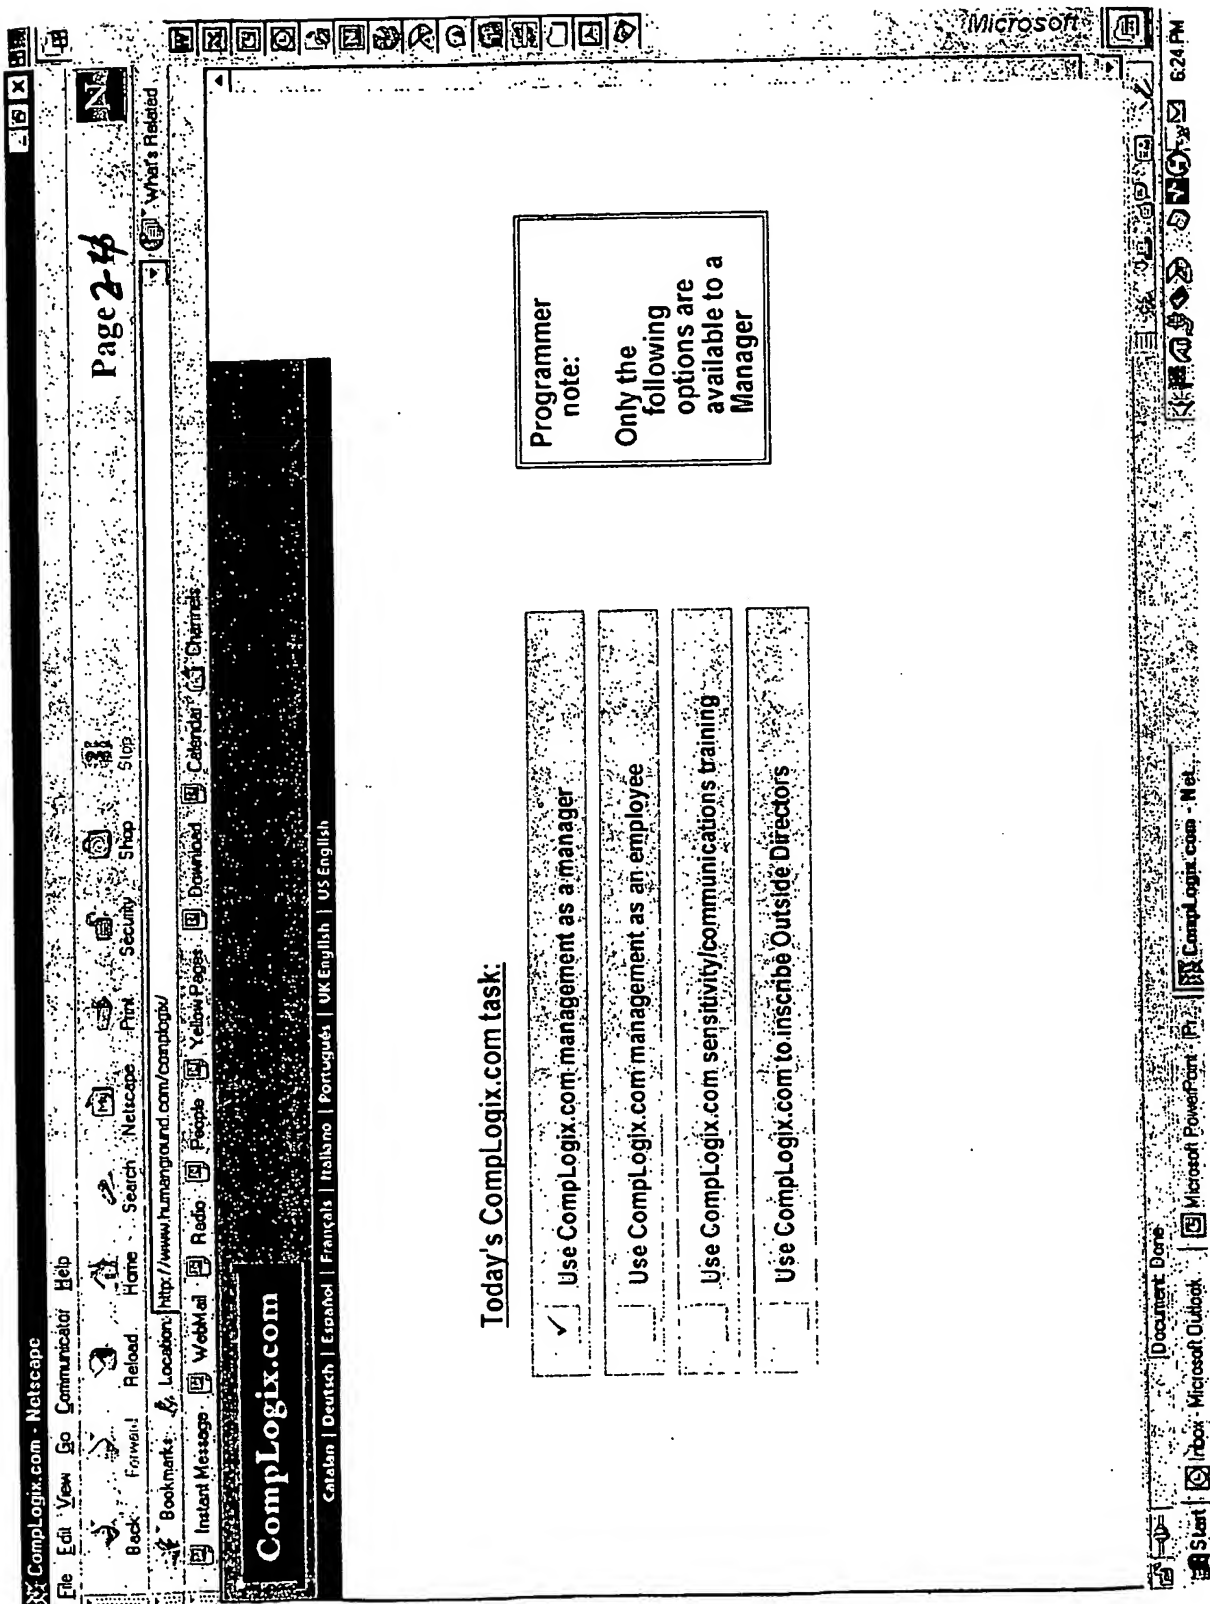 CompLogix.com - Netscape
File Edit View Go Communicator Help
Back Forward Reload Home Search Netscape Print Security Shop Stop
Page 2-
Bookmarks Location: http://www.humanground.com/complogix/ What's Related
Instant Message WebMail Radio People Yellow Pages Download Calendar Channels
CompLogix.com
Catalan | Deutsch | Español | Français | Italiano | Português | UK English | US English
Today's CompLogix.com task:
Use CompLogix.com management as a manager
Use CompLogix.com management as an employee
Use CompLogix.com sensitivity/communications training
Use CompLogix.com to inscribe Outside Directors
Programmer
note:
Only the
following
options are
available to a
Manager
Microsoft
Document: Done
Start Inbox - Microsoft Outlook Microsoft PowerPoint - [Pr... CompLogix.com - Net... 6:24 PM